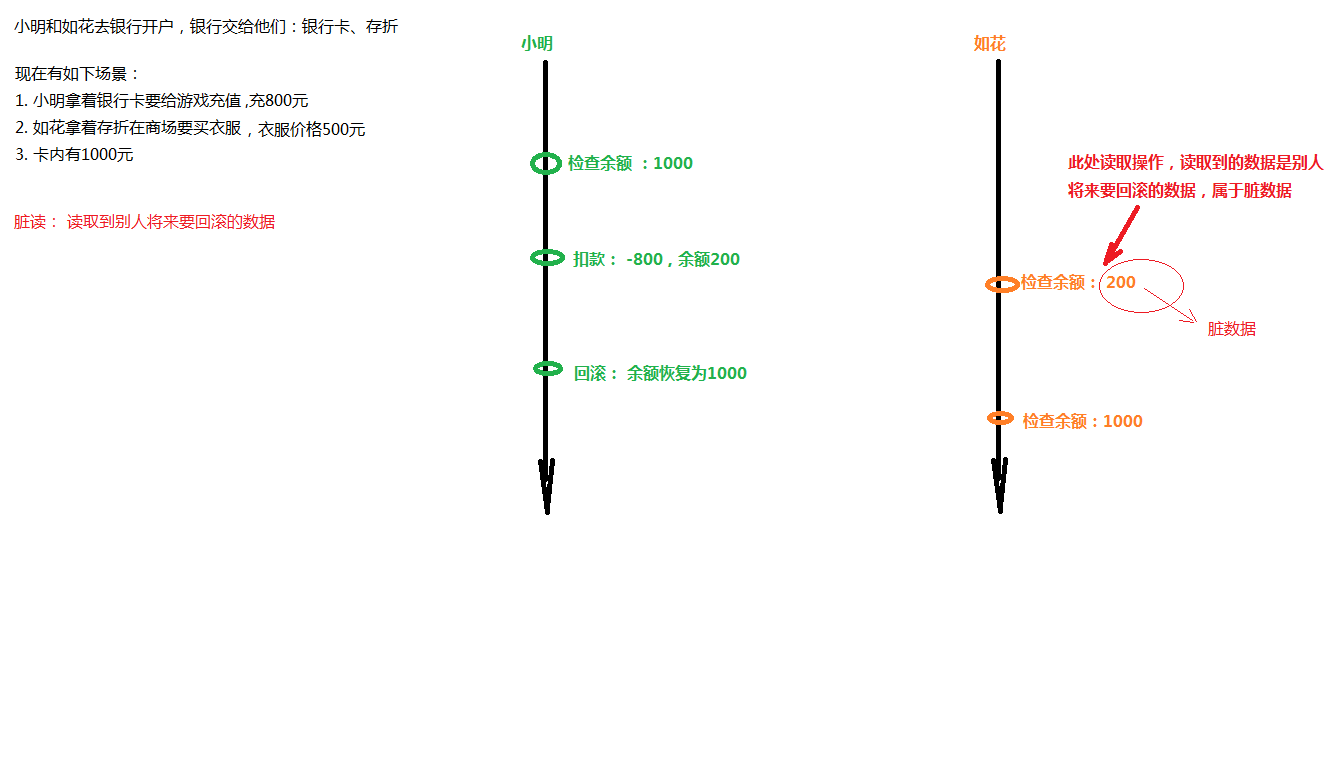 小明和如花去银行开户，银行交给他们：银行卡、存折
现在有如下场景：
1. 小明拿着银行卡要给游戏充值,充800元
2. 如花拿着存折在商场要买衣服，衣服价格500元
3. 卡内有1000元
脏读： 读取到别人将来要回滚的数据
小明
检查余额 ：1000
扣款： -800，余额200
回滚： 余额恢复为1000
如花
此处读取操作，读取到的数据是别人
将来要回滚的数据，属于脏数据
检查余额： 200
脏数据
检查余额：1000